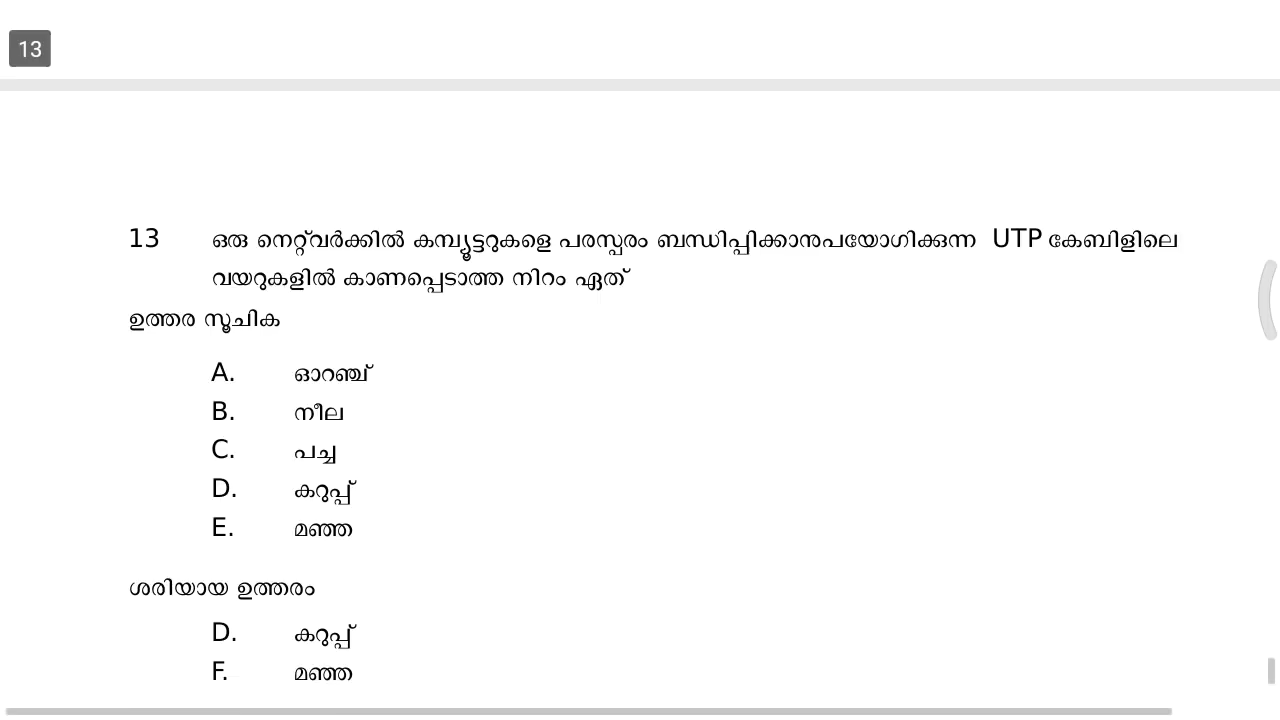 13
13 ഒരു നെറ്റ്‌വർക്കിൽ കമ്പ്യൂട്ടറുകളെ പരസ്പരം ബന്ധിപ്പിക്കാനുപയോഗിക്കുന്ന UTP കേബിളിലെ
വയറുകളിൽ കാണപ്പെടാത്ത നിറം ഏത്
ഉത്തര സൂചിക
A. ഓറഞ്ച്
B. നീല
C. പച്ച
D. കറുപ്പ്
E. മഞ്ഞ
ശരിയായ ഉത്തരം
D. കറുപ്പ്
F. മഞ്ഞ